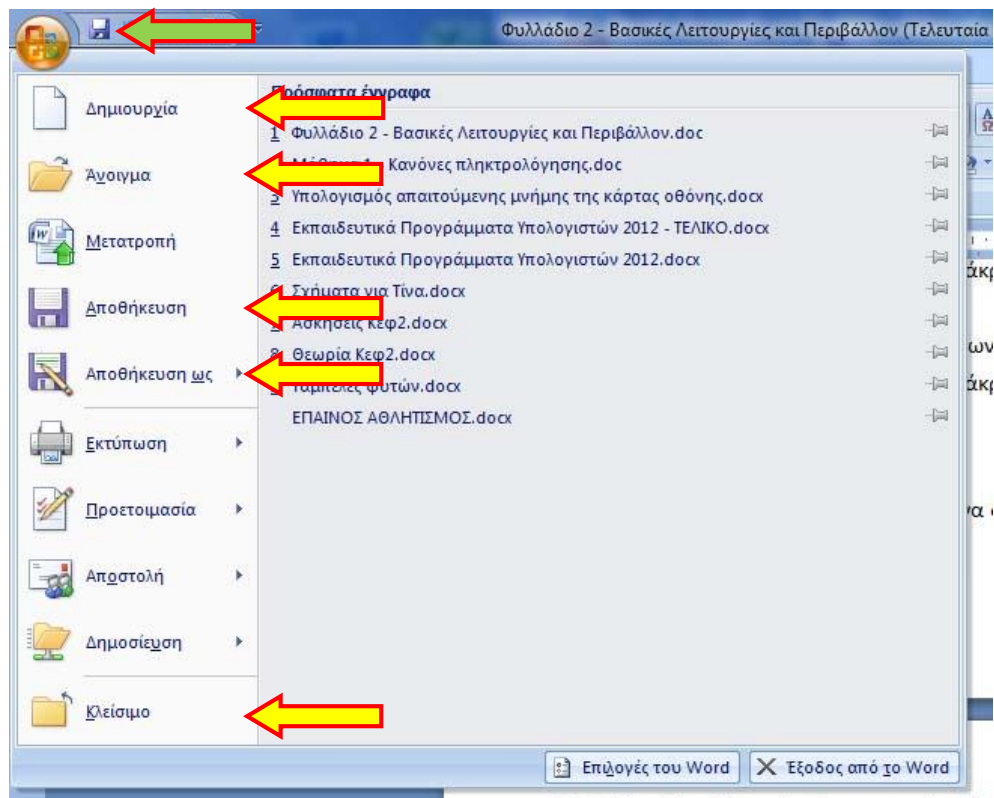 Φυλλάδιο 2 - Βασικές Λειτουργίες και Περιβάλλον (Τελευταία
Δημιουργία
Άνοιγμα
Μετατροπή
Αποθήκευση
Αποθήκευση ως
Εκτύπωση
Προετοιμασία
Αποστολή
Δημοσίευση
Κλείσιμο
Πρόσφατα έγγραφα
1 Φυλλάδιο 2 - Βασικές Λειτουργίες και Περιβάλλον.doc
Κανόνες πληκτρολόγησης.doc
3 Υπολογισμός απαιτούμενης μνήμης της κάρτας οθόνης.docx
4 Εκπαιδευτικά Προγράμματα Υπολογιστών 2012 - ΤΕΛΙΚΟ.docx
5 Εκπαιδευτικά Προγράμματα Υπολογιστών 2012.docx
Σχήματα για Τίνα.docx
Ασκήσεις Κεφ2.docx
8 Θεωρία Κεφ2.docx
Ταμπέλες φυτών.docx
ΕΠΑΙΝΟΣ ΑΘΛΗΤΙΣΜΟΣ.docx
Επιλογές του Word
Έξοδος από το Word